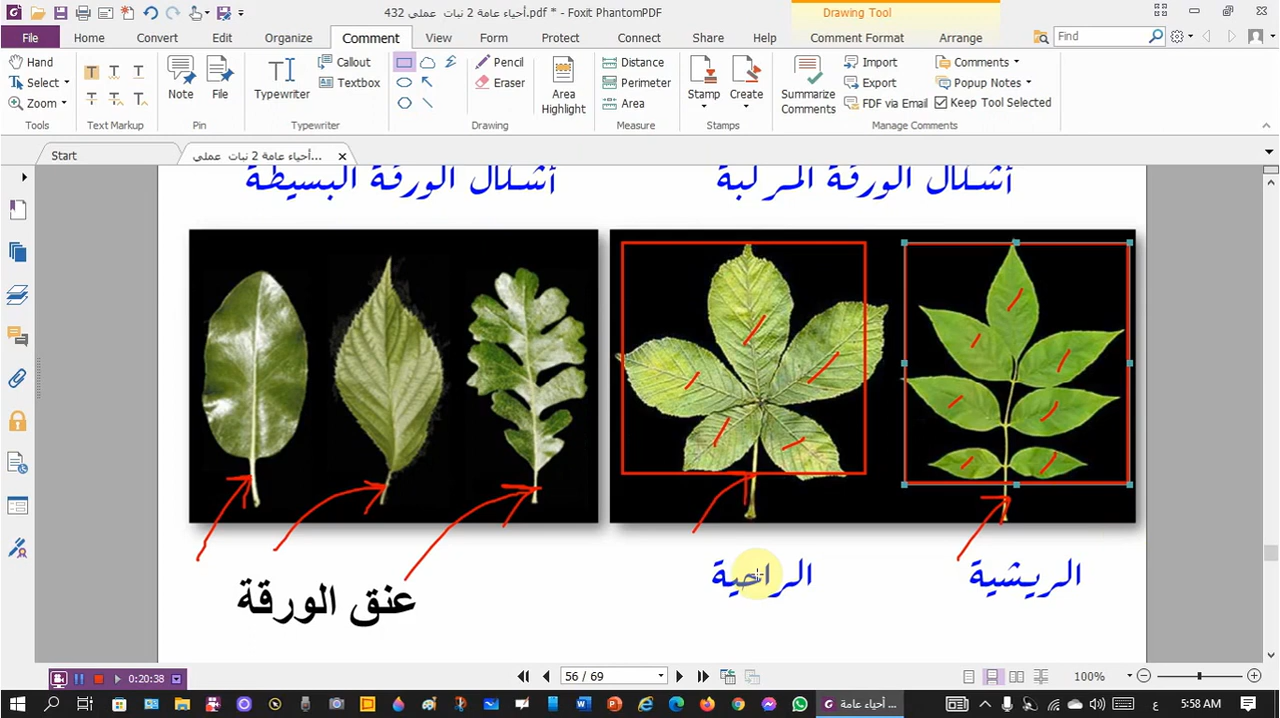 432 أحياء عامة 2 نبات عملي.pdf * - Foxit PhantomPDF
Drawing Tool
File Home Convert Edit Organize Comment View Form Protect Connect Share Help Comment Format Arrange Find
Hand
Select
Zoom
Tools
Text Markup
Note
File
Pin
Typewriter
Callout
Textbox
Typewriter
Pencil
Eraser
Area Highlight
Drawing
Distance
Perimeter
Area
Measure
Stamp
Create
Stamps
Summarize Comments
Import
Export
FDF via Email
Comments
Popup Notes
Keep Tool Selected
Manage Comments
Start
أحياء عامة 2 نبات عملي...
أشكال الورقة المركبة
أشكال الورقة البسيطة
الريشية
الراحية
عنق الورقة
0:20:38
56 / 69
100%
أحياء عامة...
ع
5:58 AM